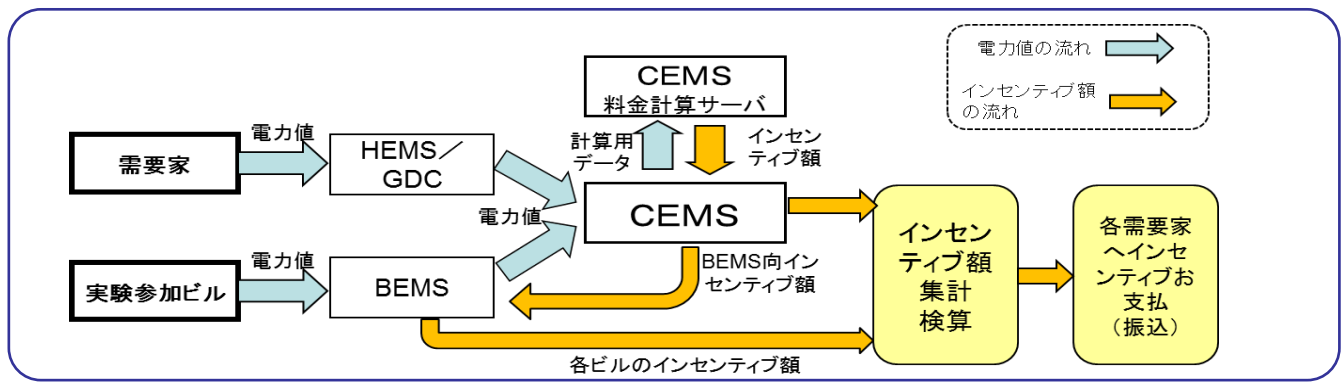 電力値の流れ
インセンティブ額
の流れ
CEMS
料金計算サーバ
電力値
計算用
データ
インセン
ティブ額
需要家
HEMS／
GDC
電力値
CEMS
インセン
ティブ額
集計
検算
各需要家
へインセ
ンティブお
支払
（振込）
電力値
実験参加ビル
BEMS
BEMS向イン
センティブ額
各ビルのインセンティブ額